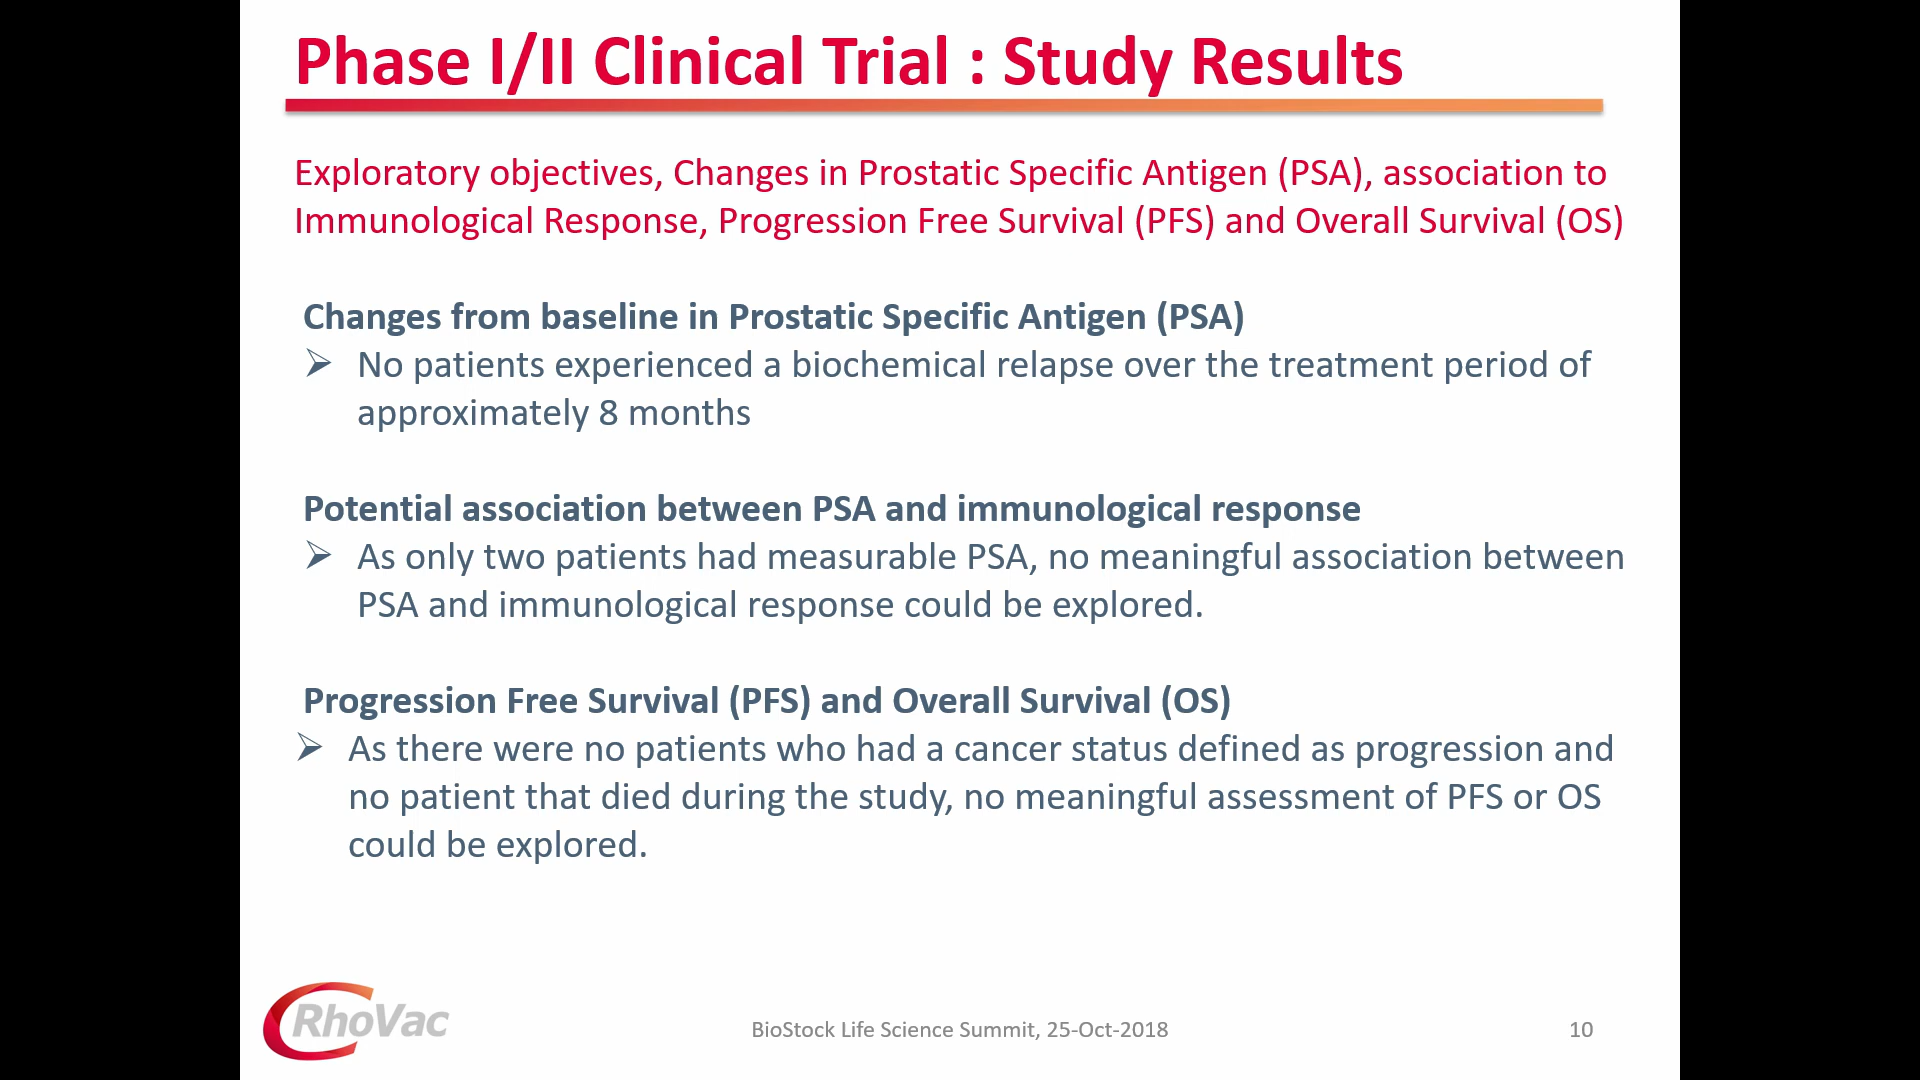 Phase I/II Clinical Trial : Study Results
Exploratory objectives, Changes in Prostatic Specific Antigen (PSA), association to
Immunological Response, Progression Free Survival (PFS) and Overall Survival (OS)
Changes from baseline in Prostatic Specific Antigen (PSA)
➢ No patients experienced a biochemical relapse over the treatment period of
approximately 8 months
Potential association between PSA and immunological response
➢ As only two patients had measurable PSA, no meaningful association between
PSA and immunological response could be explored.
Progression Free Survival (PFS) and Overall Survival (OS)
➢ As there were no patients who had a cancer status defined as progression and
no patient that died during the study, no meaningful assessment of PFS or OS
could be explored.
RhoVac
BioStock Life Science Summit, 25-Oct-2018
10